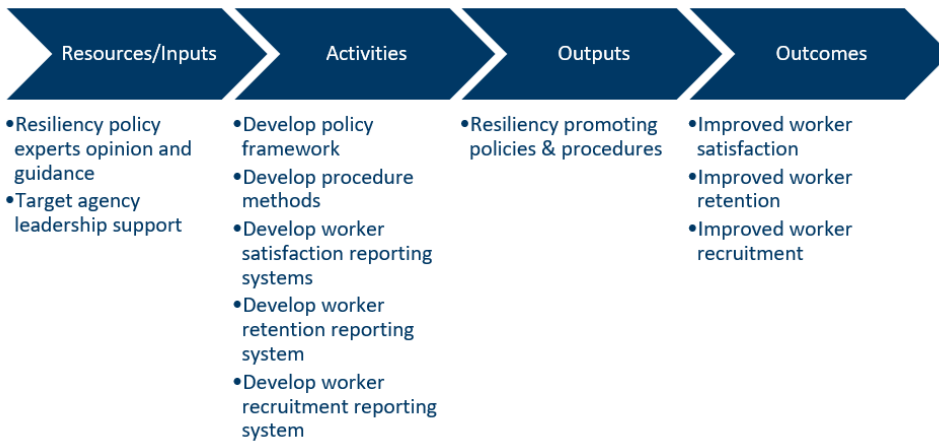 Resources/Inputs
Activities
Outputs
Outcomes
•Resiliency policy
experts opinion and
guidance
•Target agency
leadership support
•Develop policy
framework
•Develop procedure
methods
•Develop worker
satisfaction reporting
systems
•Develop worker
retention reporting
system
•Develop worker
recruitment reporting
system
•Resiliency promoting
policies & procedures
•Improved worker
satisfaction
•Improved worker
retention
•Improved worker
recruitment